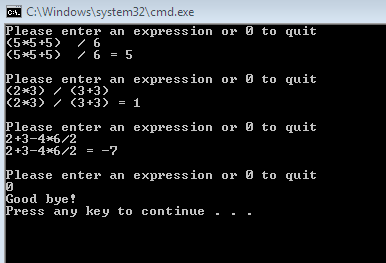 C:\Windows\system32\cmd.exe
Please enter an expression or 0 to quit
(5*5+5)  / 6
(5*5+5)  / 6 = 5
Please enter an expression or 0 to quit
(2*3) / (3+3)
(2*3) / (3+3) = 1
Please enter an expression or 0 to quit
2+3-4*6/2
2+3-4*6/2 = -7
Please enter an expression or 0 to quit
0
Good bye!
Press any key to continue . . .